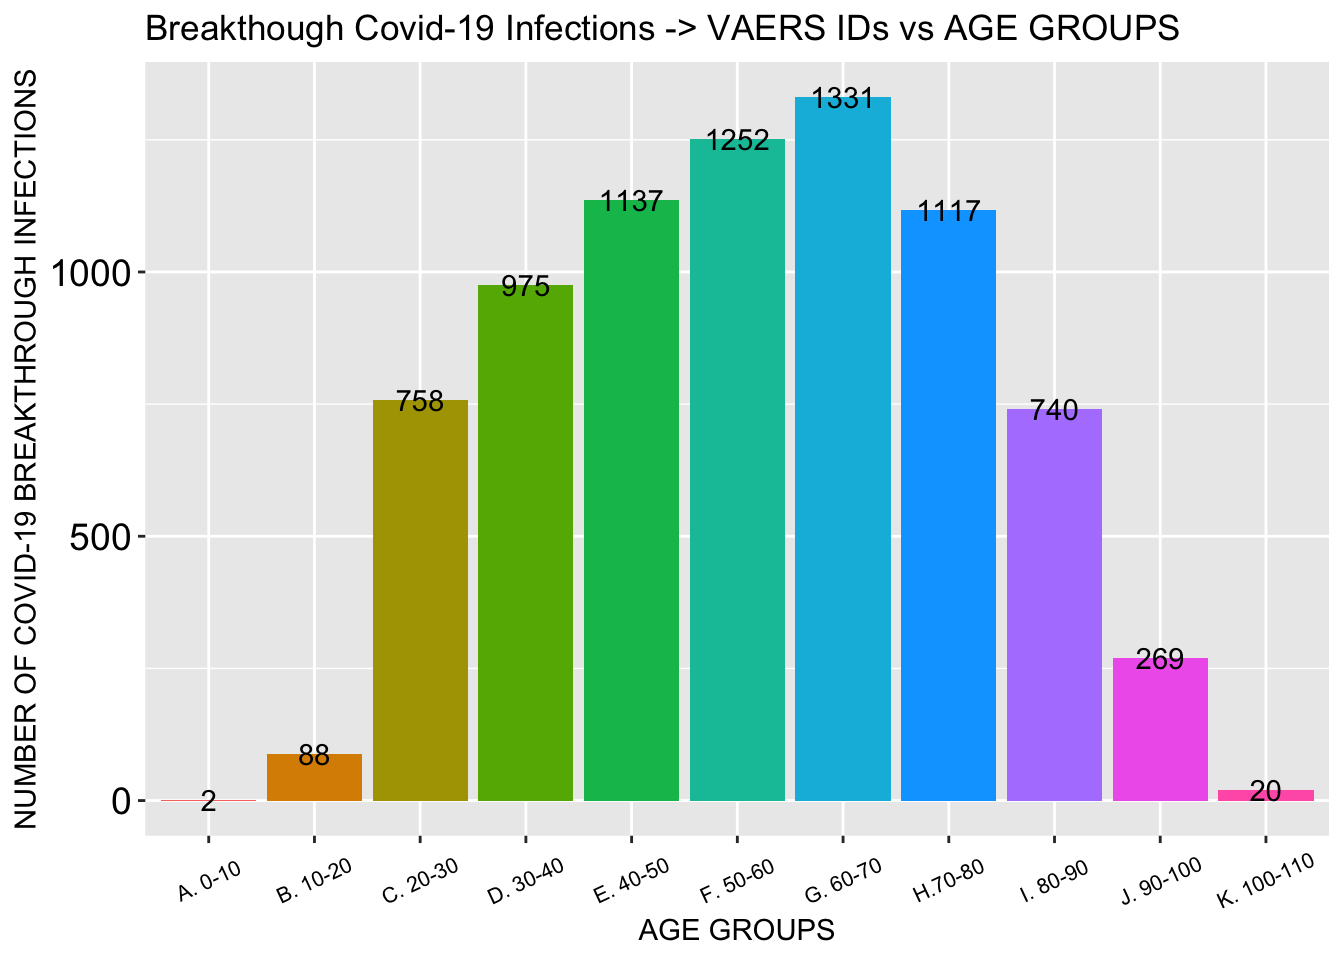 Breakthough Covid-19 Infections -> VAERS IDs vs AGE GROUPS
NUMBER OF COVID-19 BREAKTHROUGH INFECTIONS
1000
500
0
2
88
758
975
1137
1252
1331
1117
740
269
20
A. 0-10
B. 10-20
C. 20-30
D. 30-40
E. 40-50
F. 50-60
G. 60-70
H.70-80
I. 80-90
J. 90-100
K. 100-110
AGE GROUPS